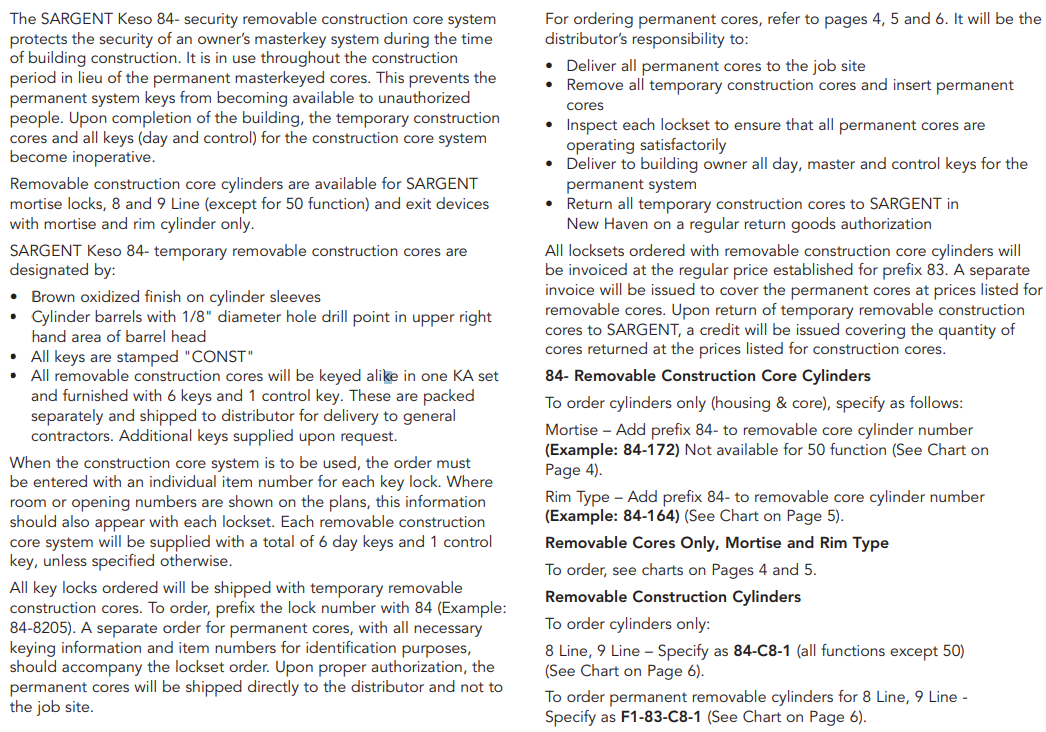 The SARGENT Keso 84- security removable construction core system
protects the security of an owner's masterkey system during the time
of building construction. It is in use throughout the construction
period in lieu of the permanent masterkeyed cores. This prevents the
permanent system keys from becoming available to unauthorized
people. Upon completion of the building, the temporary construction
cores and all keys (day and control) for the construction core system
become inoperative.
Removable construction core cylinders are available for SARGENT
mortise locks, 8 and 9 Line (except for 50 function) and exit devices
with mortise and rim cylinder only.
SARGENT Keso 84- temporary removable construction cores are
designated by:
• Brown oxidized finish on cylinder sleeves
• Cylinder barrels with 1/8" diameter hole drill point in upper right
hand area of barrel head
• All keys are stamped "CONST"
• All removable construction cores will be keyed alike in one KA set
and furnished with 6 keys and 1 control key. These are packed
separately and shipped to distributor for delivery to general
contractors. Additional keys supplied upon request.
When the construction core system is to be used, the order must
be entered with an individual item number for each key lock. Where
room or opening numbers are shown on the plans, this information
should also appear with each lockset. Each removable construction
core system will be supplied with a total of 6 day keys and 1 control
key, unless specified otherwise.
All key locks ordered will be shipped with temporary removable
construction cores. To order, prefix the lock number with 84 (Example:
84-8205). A separate order for permanent cores, with all necessary
keying information and item numbers for identification purposes,
should accompany the lockset order. Upon proper authorization, the
permanent cores will be shipped directly to the distributor and not to
the job site.
For ordering permanent cores, refer to pages 4, 5 and 6. It will be the
distributor's responsibility to:
• Deliver all permanent cores to the job site
• Remove all temporary construction cores and insert permanent
cores
• Inspect each lockset to ensure that all permanent cores are
operating satisfactorily
• Deliver to building owner all day, master and control keys for the
permanent system
• Return all temporary construction cores to SARGENT in
New Haven on a regular return goods authorization
All locksets ordered with removable construction core cylinders will
be invoiced at the regular price established for prefix 83. A separate
invoice will be issued to cover the permanent cores at prices listed for
removable cores. Upon return of temporary removable construction
cores to SARGENT, a credit will be issued covering the quantity of
cores returned at the prices listed for construction cores.
84- Removable Construction Core Cylinders
To order cylinders only (housing & core), specify as follows:
Mortise – Add prefix 84- to removable core cylinder number
(Example: 84-172) Not available for 50 function (See Chart on
Page 4).
Rim Type – Add prefix 84- to removable core cylinder number
(Example: 84-164) (See Chart on Page 5).
Removable Cores Only, Mortise and Rim Type
To order, see charts on Pages 4 and 5.
Removable Construction Cylinders
To order cylinders only:
8 Line, 9 Line – Specify as 84-C8-1 (all functions except 50)
(See Chart on Page 6).
To order permanent removable cylinders for 8 Line, 9 Line -
Specify as F1-83-C8-1 (See Chart on Page 6).